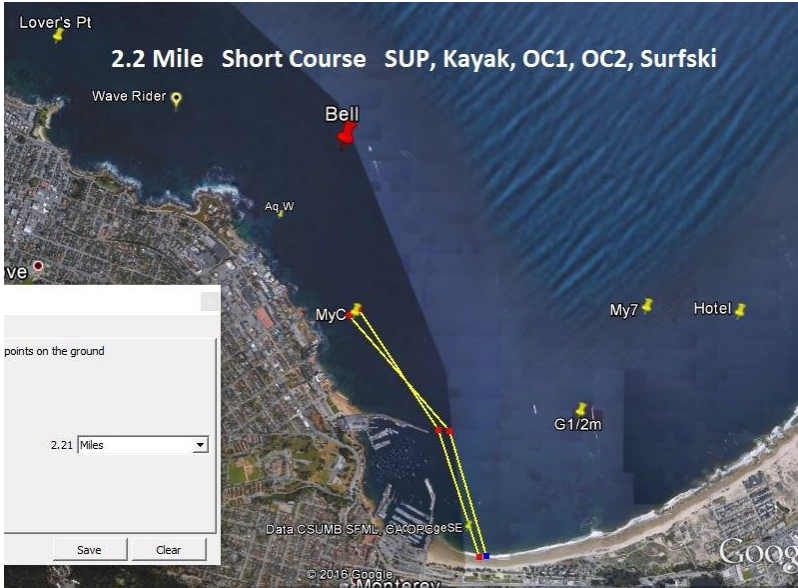 Lover's Pt
2.2 Mile Short Course SUP, Kayak, OC1, OC2, Surfski
Wave Rider
Bell
Aq W
ve
MyC
My7
Hotel
points on the ground
G1/2m
2.21 Miles
Data CSUMB SFML, CA OPC
geSE
Save
Clear
© 2016 Google
Monterey
Goog